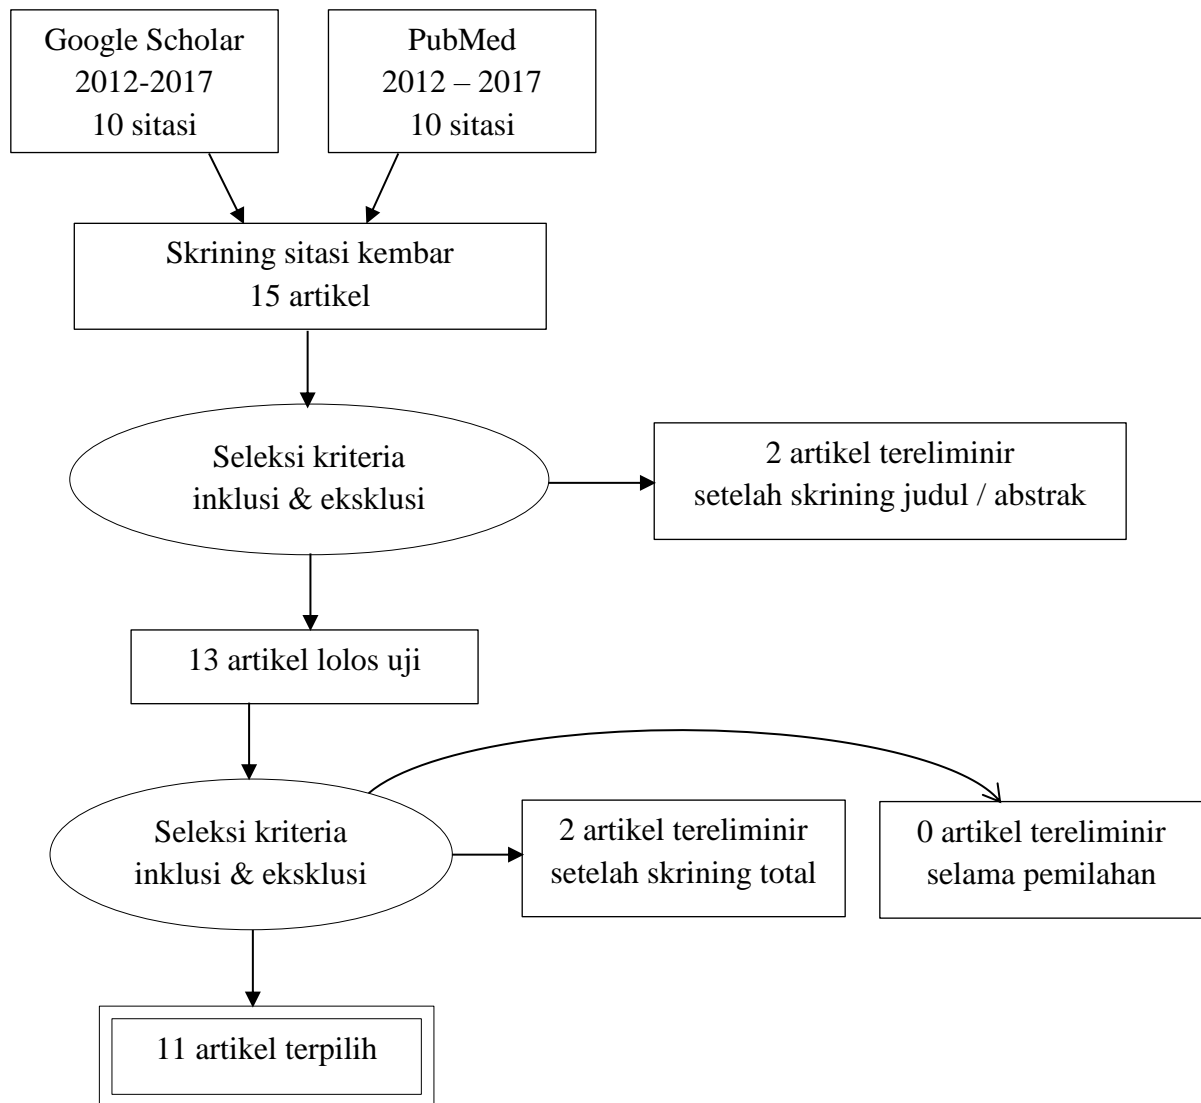 Google Scholar
2012-2017
10 sitasi
PubMed
2012 – 2017
10 sitasi
Skrining sitasi kembar
15 artikel
Seleksi kriteria
inklusi & eksklusi
2 artikel tereliminir
setelah skrining judul / abstrak
13 artikel lolos uji
Seleksi kriteria
inklusi & eksklusi
2 artikel tereliminir
setelah skrining total
0 artikel tereliminir
selama pemilahan
11 artikel terpilih